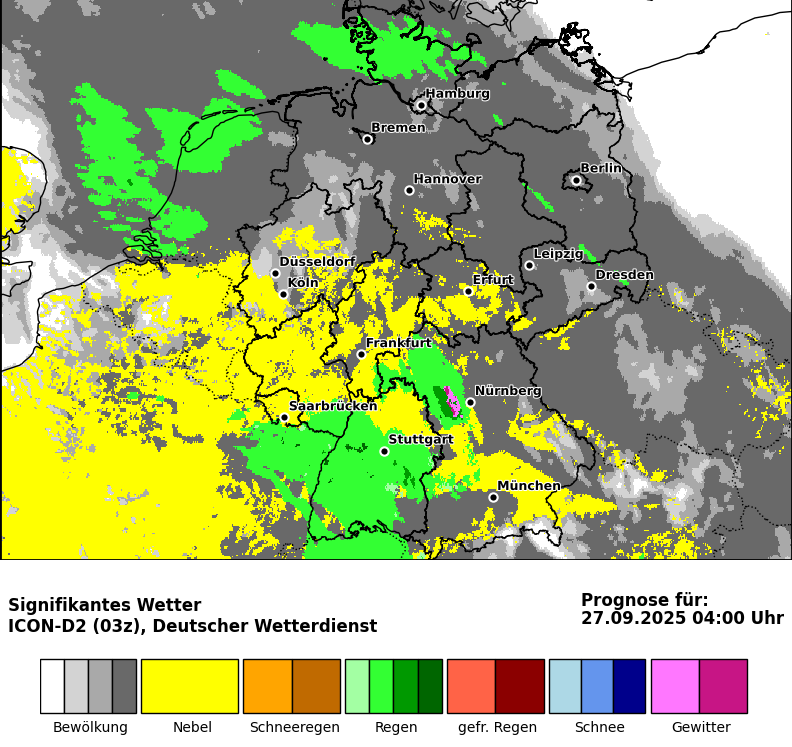 Hamburg
Bremen
Berlin
Hannover
Leipzig
Düsseldorf
Dresden
Köln
Erfurt
Frankfurt
Nürnberg
Saarbrücken
Stuttgart
München
Signifikantes Wetter
ICON-D2 (03z), Deutscher Wetterdienst
Prognose für:
27.09.2025 04:00 Uhr
Bewölkung
Nebel
Schneeregen
Regen
gefr. Regen
Schnee
Gewitter